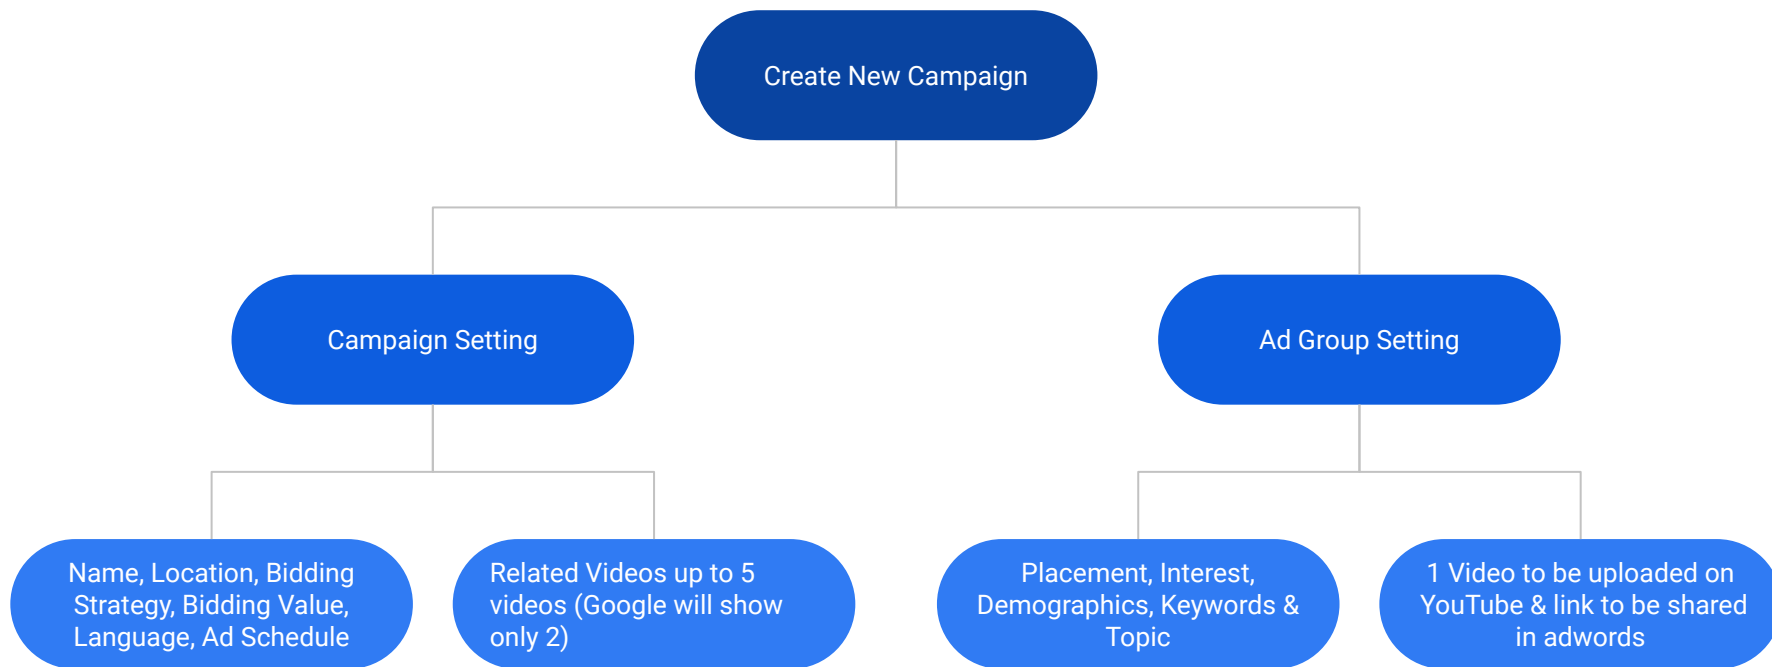 Create New Campaign
Campaign Setting
Ad Group Setting
Name, Location, Bidding
Strategy, Bidding Value,
Language, Ad Schedule
Related Videos up to 5
videos (Google will show
only 2)
Placement, Interest,
Demographics, Keywords &
Topic
1 Video to be uploaded on
YouTube & link to be shared
in adwords